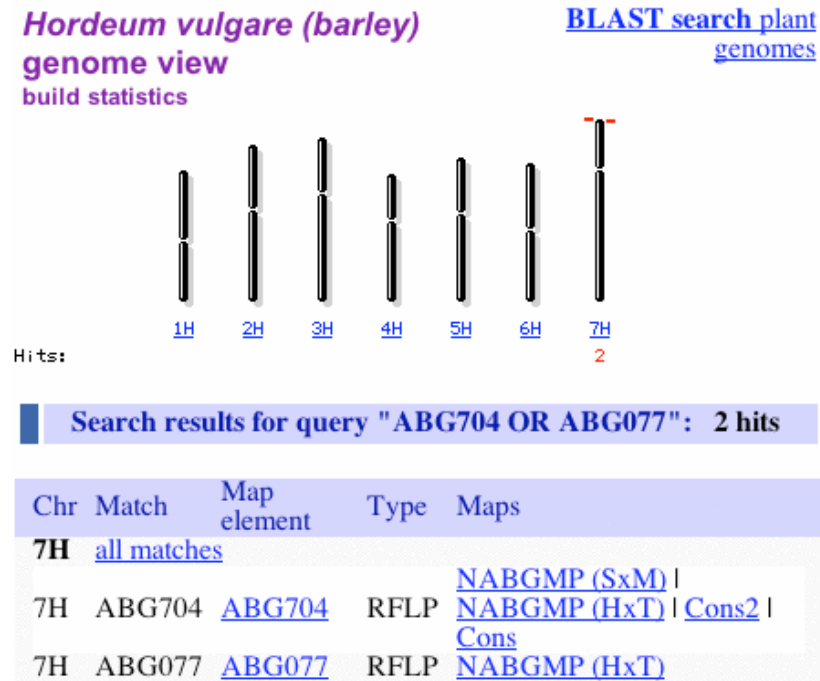 Hordeum vulgare (barley)
genome view
build statistics
BLAST search plant
genomes
1H 2H 3H 4H 5H 6H 7H
Hits: 2
Search results for query "ABG704 OR ABG077": 2 hits
Chr Match Map element Type Maps
7H all matches
7H ABG704 ABG704 RFLP NABGMP (SxM) |
NABGMP (HxT) | Cons2 |
Cons
7H ABG077 ABG077 RFLP NABGMP (HxT)